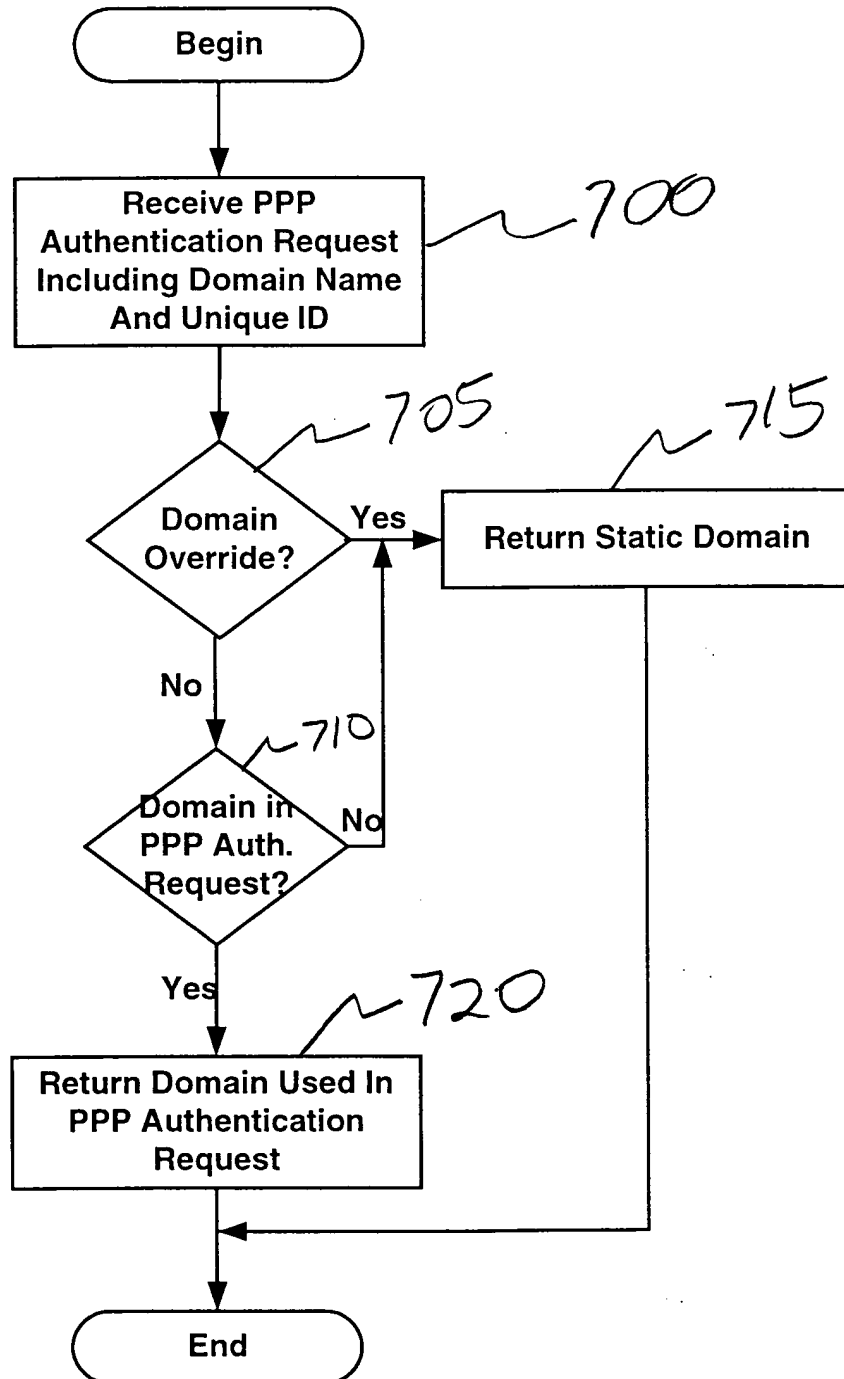 Begin
Receive PPP
Authentication Request
Including Domain Name
And Unique ID
700
705
Domain
Override?
Yes
715
Return Static Domain
No
710
Domain in
PPP Auth.
Request?
No
Yes
720
Return Domain Used In
PPP Authentication
Request
End